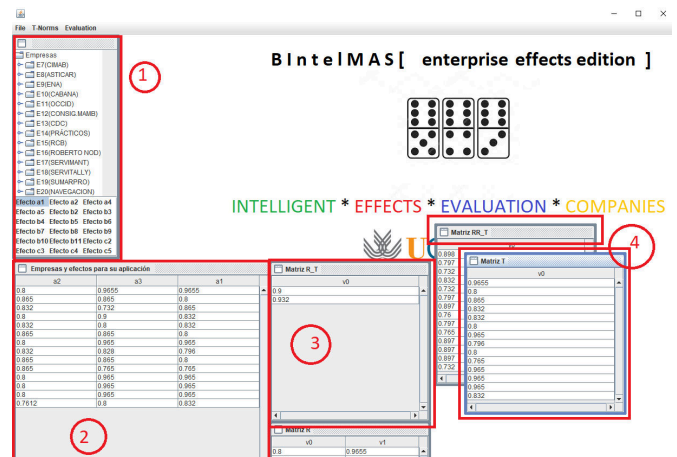 File T-Norms Evaluation
Empresas
E7(CIMAB)
E8(ASTICAR)
E9(ENA)
E10(CABANA)
E11(OCCID)
E12(CONSIG.MAMB)
E13(CDC)
E14(PRÁCTICOS)
E15(RCB)
E16(ROBERTO NOD)
E17(SERVIMANT)
E18(SERVITALLY)
E19(SUMARPRO)
E20(NAVEGACION)
Efecto a1 Efecto a2 Efecto a4
Efecto a5 Efecto b2 Efecto b3
Efecto b4 Efecto b5 Efecto b6
Efecto b7 Efecto b8 Efecto b9
Efecto b10 Efecto b11 Efecto c2
Efecto c3 Efecto c4 Efecto c5
1
B I n t e l M A S [ enterprise effects edition ]
INTELLIGENT * EFFECTS * EVALUATION * COMPANIES
U
Empresas y efectos para su aplicación
a2 a3 a1
0.8 0.9655 0.9655
0.865 0.865 0.8
0.832 0.732 0.865
0.8 0.9 0.832
0.832 0.8 0.832
0.865 0.865 0.8
0.8 0.965 0.965
0.832 0.828 0.796
0.865 0.865 0.8
0.865 0.765 0.765
0.8 0.965 0.965
0.8 0.965 0.965
0.8 0.965 0.965
0.7612 0.8 0.832
2
Matriz R_T
v0
0.9
0.932
3
Matriz R
v0 v1
0.8 0.9655
Matriz RR_T
0.898
0.797
0.732
0.832
0.732
0.797
0.897
0.76
0.797
0.765
0.897
0.897
0.732
4
Matriz T
v0
0.9655
0.8
0.865
0.832
0.832
0.8
0.965
0.796
0.8
0.765
0.965
0.965
0.965
0.832